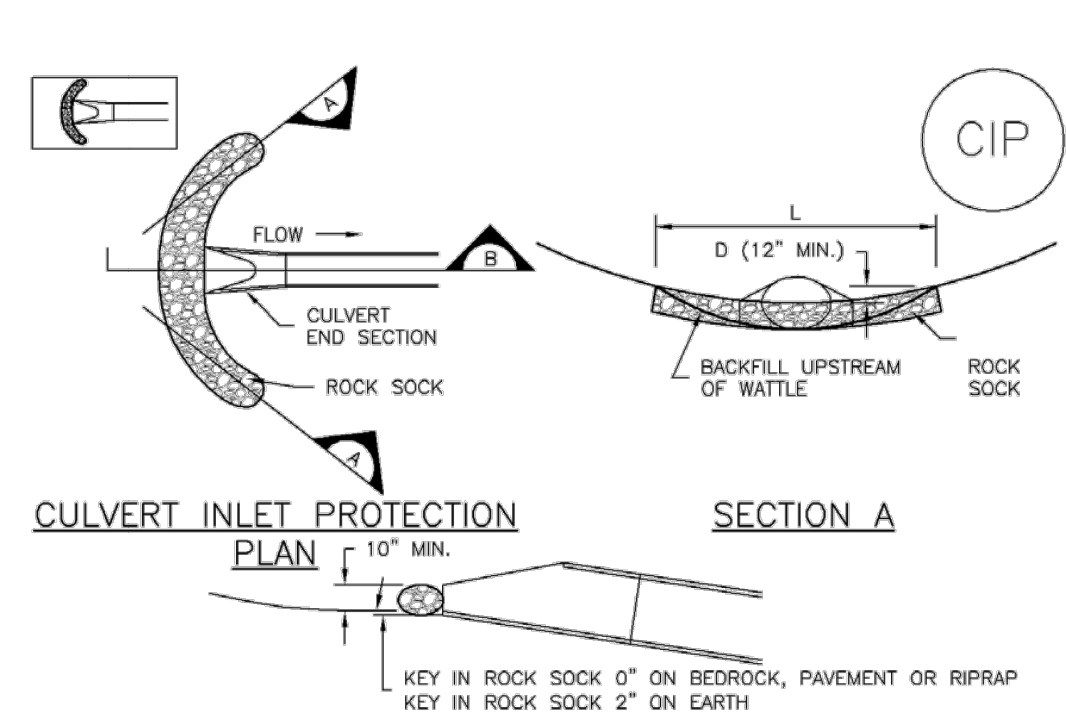 A
CIP
L
FLOW
D (12" MIN.)
B
CULVERT
END SECTION
BACKFILL UPSTREAM
OF WATTLE
ROCK
SOCK
ROCK SOCK
A
CULVERT INLET PROTECTION
PLAN
SECTION A
10" MIN.
KEY IN ROCK SOCK 0" ON BEDROCK, PAVEMENT OR RIPRAP
KEY IN ROCK SOCK 2" ON EARTH